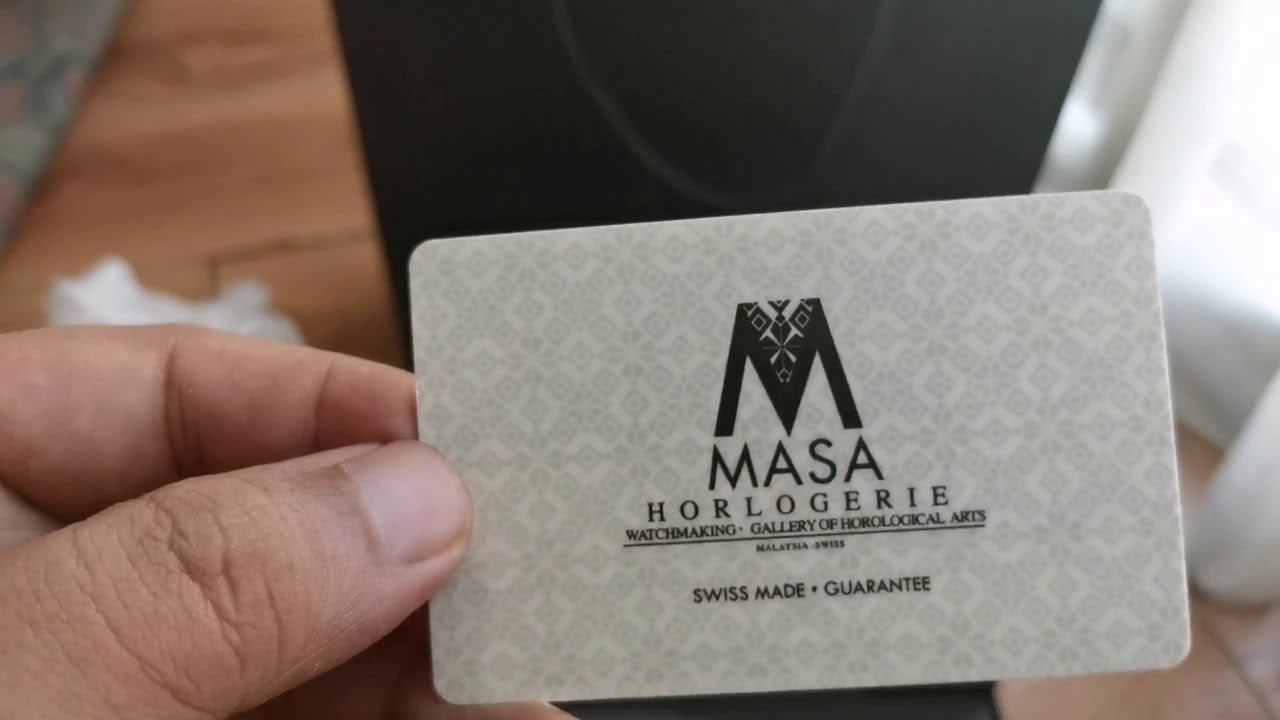 M
MASA
HORLOGERIE
WATCHMAKING · GALLERY OF HOROLOGICAL ARTS
MALAYSIA - SWISS
SWISS MADE • GUARANTEE